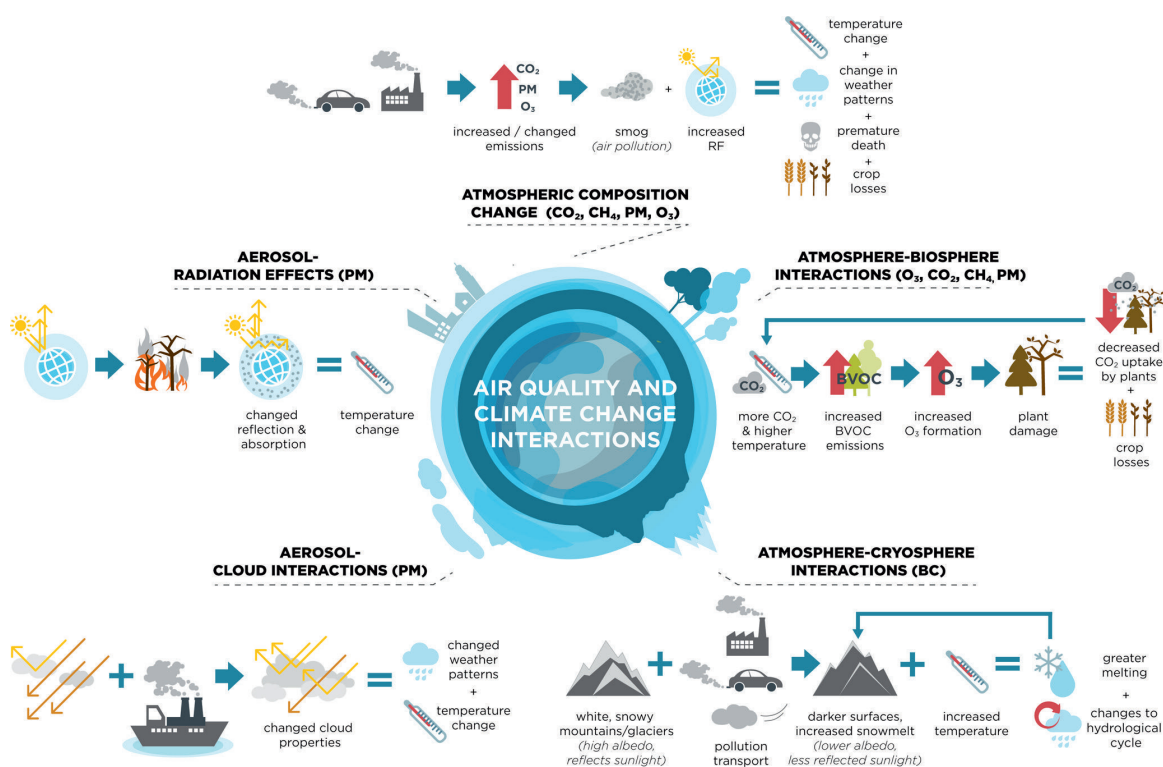 CO₂
PM
O₃
increased / changed
emissions
smog
(air pollution)
increased
RF
temperature
change
+
change in
weather
patterns
+
premature
death
+
crop
losses
ATMOSPHERIC COMPOSITION
CHANGE (CO₂, CH₄, PM, O₃)
AEROSOL-
RADIATION EFFECTS (PM)
changed
reflection &
absorption
temperature
change
ATMOSPHERE-BIOSPHERE
INTERACTIONS (O₃, CO₂, CH₄, PM)
CO₂
more CO₂
& higher
temperature
BVOC
increased
BVOC
emissions
O₃
increased
O₃ formation
plant
damage
CO₂
decreased
CO₂ uptake
by plants
+
crop
losses
AIR QUALITY AND
CLIMATE CHANGE
INTERACTIONS
AEROSOL-
CLOUD INTERACTIONS (PM)
changed cloud
properties
changed
weather
patterns
+
temperature
change
ATMOSPHERE-CRYOSPHERE
INTERACTIONS (BC)
white, snowy
mountains/glaciers
(high albedo,
reflects sunlight)
pollution
transport
darker surfaces,
increased snowmelt
(lower albedo,
less reflected sunlight)
increased
temperature
greater
melting
+
changes to
hydrological
cycle